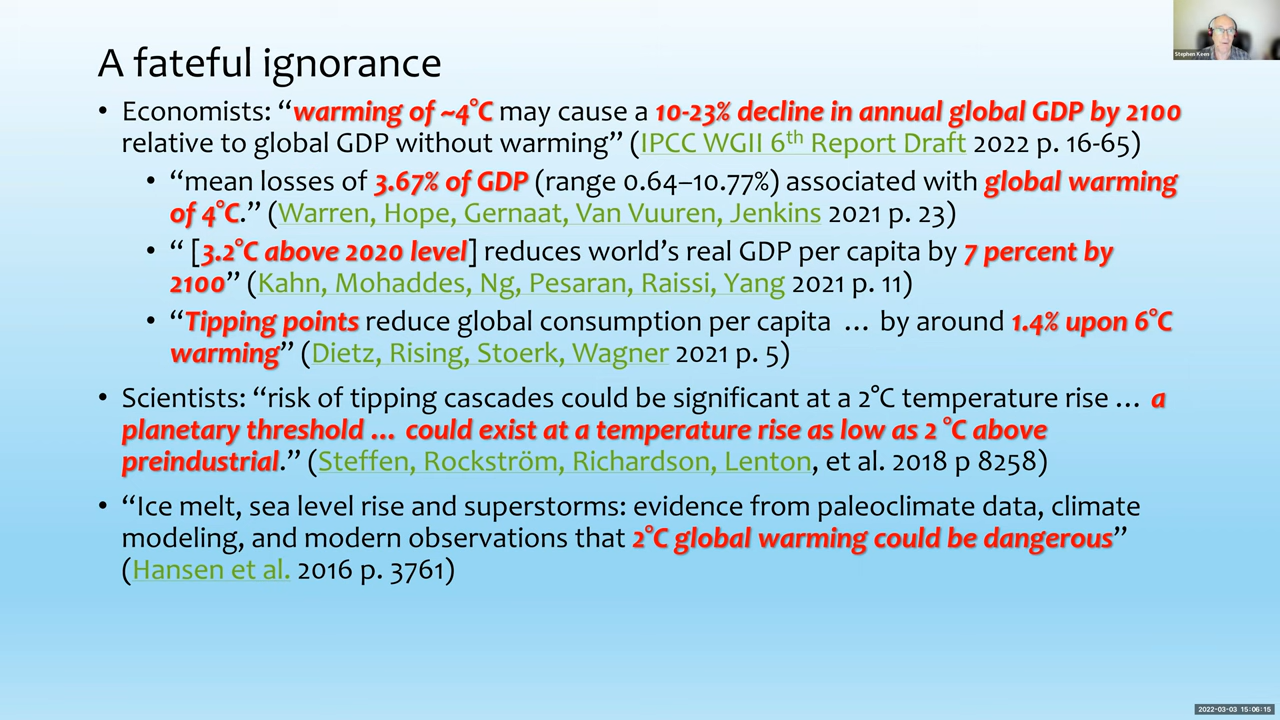 Stephen Keen
A fateful ignorance
• Economists: “warming of ~4°C may cause a 10-23% decline in annual global GDP by 2100
relative to global GDP without warming” (IPCC WGII 6th Report Draft 2022 p. 16-65)
• “mean losses of 3.67% of GDP (range 0.64–10.77%) associated with global warming
of 4°C.” (Warren, Hope, Gernaat, Van Vuuren, Jenkins 2021 p. 23)
• “ [3.2°C above 2020 level] reduces world’s real GDP per capita by 7 percent by
2100” (Kahn, Mohaddes, Ng, Pesaran, Raissi, Yang 2021 p. 11)
• “Tipping points reduce global consumption per capita … by around 1.4% upon 6°C
warming” (Dietz, Rising, Stoerk, Wagner 2021 p. 5)
• Scientists: “risk of tipping cascades could be significant at a 2°C temperature rise … a
planetary threshold … could exist at a temperature rise as low as 2 °C above
preindustrial.” (Steffen, Rockström, Richardson, Lenton, et al. 2018 p 8258)
• “Ice melt, sea level rise and superstorms: evidence from paleoclimate data, climate
modeling, and modern observations that 2°C global warming could be dangerous”
(Hansen et al. 2016 p. 3761)
2022-03-03 15:06:15